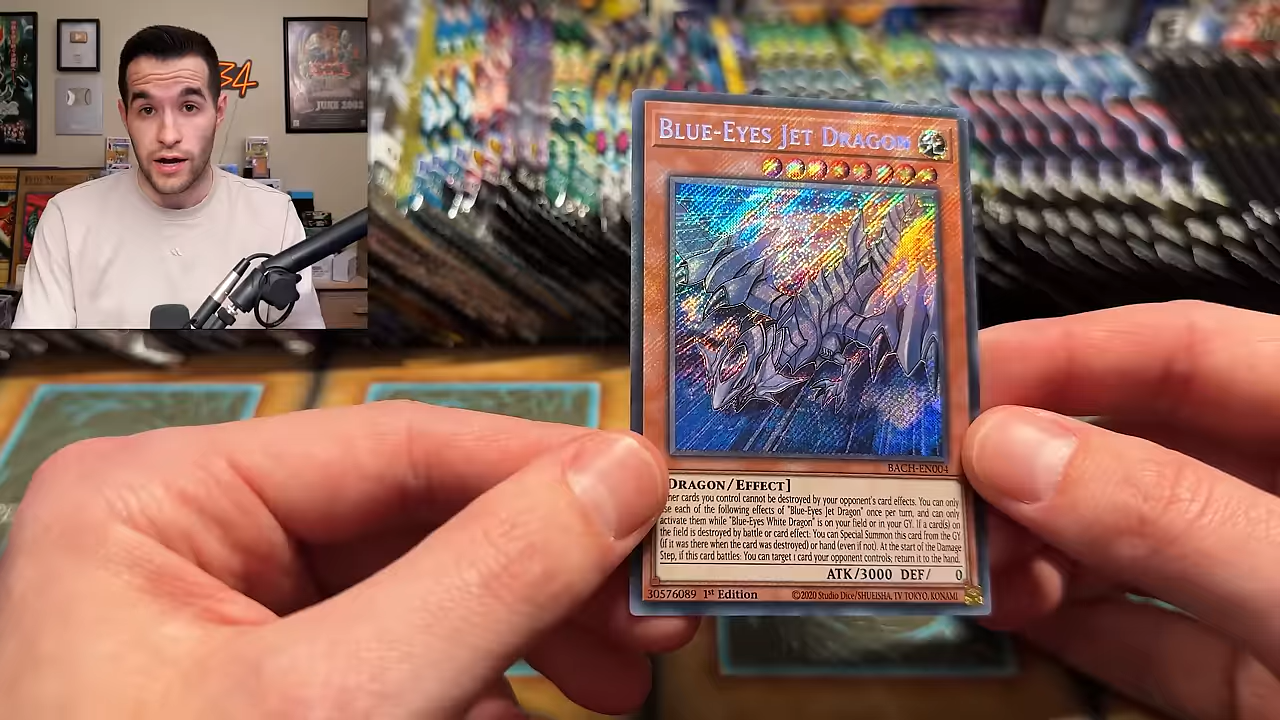 34
JUNE 2002
BLUE-EYES JET DRAGON
BACH-EN004
DRAGON/EFFECT]
her cards you control cannot be destroyed by your opponent's card effects. You can only
se each of the following effects of "Blue-Eyes Jet Dragon" once per turn, and can only
activate them while "Blue-Eyes White Dragon" is on your field or in your GY. If a card(s) on
the field is destroyed by battle or card effect: You can Special Summon this card from the GY
(if it was there when the card was destroyed) or hand (even if not). At the start of the Damage
Step, if this card battles: You can target 1 card your opponent controls; return it to the hand.
ATK/3000 DEF/ 0
30576089 1st Edition ©2020 Studio Dice/SHUEISHA, TV TOKYO, KONAMI